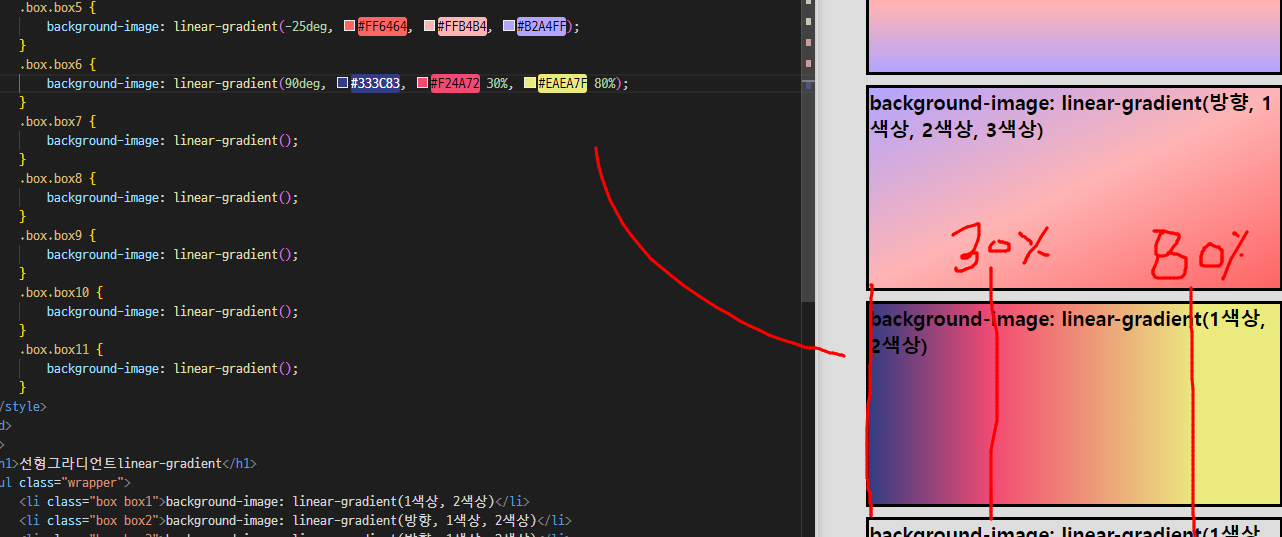 .box.box5 {
background-image: linear-gradient(-25deg, #FF6464, #FFB4B4, #B2A4FF);
}
.box.box6 {
background-image: linear-gradient(90deg, #333C83, #F24A72 30%, #EAEA7F 80%);
}
.box.box7 {
background-image: linear-gradient();
}
.box.box8 {
background-image: linear-gradient();
}
.box.box9 {
background-image: linear-gradient();
}
.box.box10 {
background-image: linear-gradient();
}
.box.box11 {
background-image: linear-gradient();
}
/style>
d>
>
h1>선형그라디언트linear-gradient</h1>
ul class="wrapper">
<li class="box box1">background-image: linear-gradient(1색상, 2색상)</li>
<li class="box box2">background-image: linear-gradient(방향, 1색상, 2색상)</li>
background-image: linear-gradient(방향, 1
색상, 2색상, 3색상)
30% 80%
background-image: linear-gradient(1색상,
2색상)
background-image: linear-gradient(1색상,